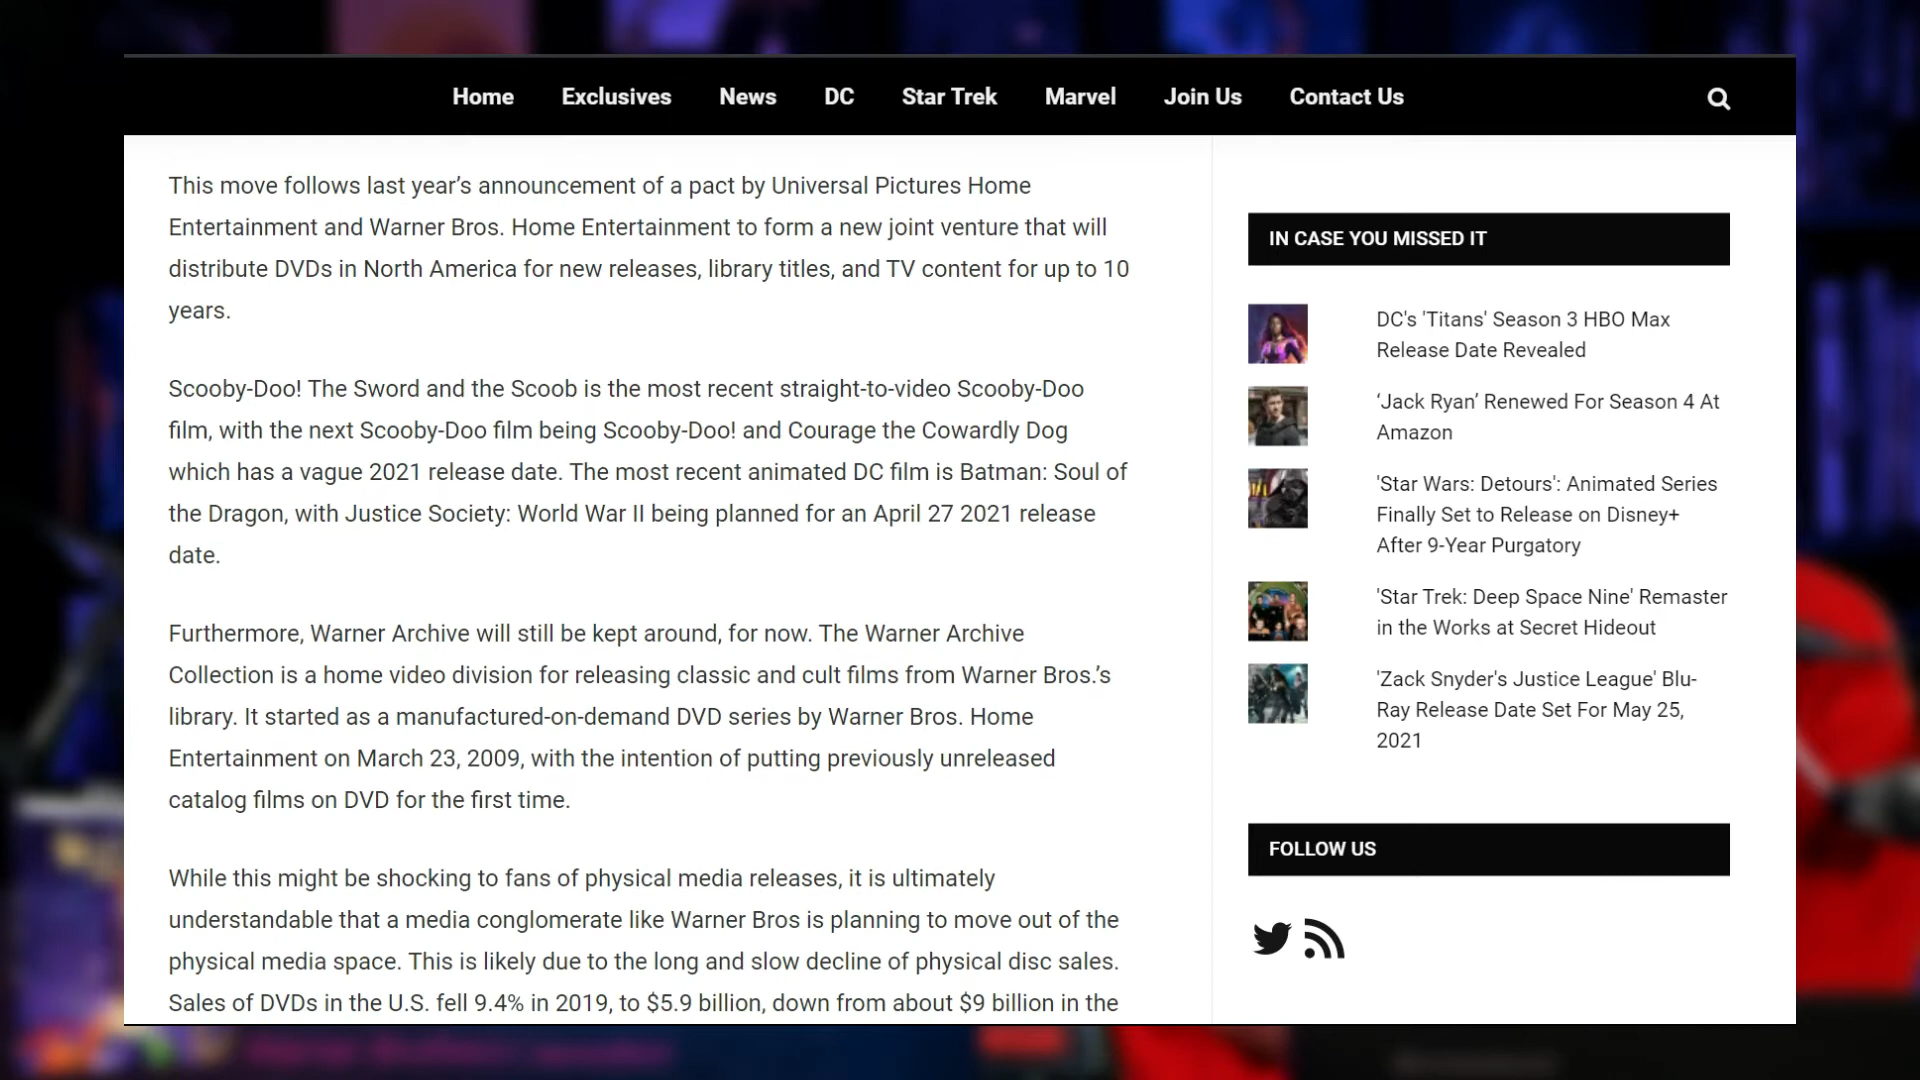 Home Exclusives News DC Star Trek Marvel Join Us Contact Us
This move follows last year’s announcement of a pact by Universal Pictures Home
Entertainment and Warner Bros. Home Entertainment to form a new joint venture that will
distribute DVDs in North America for new releases, library titles, and TV content for up to 10
years.
Scooby-Doo! The Sword and the Scoob is the most recent straight-to-video Scooby-Doo
film, with the next Scooby-Doo film being Scooby-Doo! and Courage the Cowardly Dog
which has a vague 2021 release date. The most recent animated DC film is Batman: Soul of
the Dragon, with Justice Society: World War II being planned for an April 27 2021 release
date.
Furthermore, Warner Archive will still be kept around, for now. The Warner Archive
Collection is a home video division for releasing classic and cult films from Warner Bros.’s
library. It started as a manufactured-on-demand DVD series by Warner Bros. Home
Entertainment on March 23, 2009, with the intention of putting previously unreleased
catalog films on DVD for the first time.
While this might be shocking to fans of physical media releases, it is ultimately
understandable that a media conglomerate like Warner Bros is planning to move out of the
physical media space. This is likely due to the long and slow decline of physical disc sales.
Sales of DVDs in the U.S. fell 9.4% in 2019, to $5.9 billion, down from about $9 billion in the
IN CASE YOU MISSED IT
DC's 'Titans' Season 3 HBO Max
Release Date Revealed
‘Jack Ryan’ Renewed For Season 4 At
Amazon
'Star Wars: Detours': Animated Series
Finally Set to Release on Disney+
After 9-Year Purgatory
'Star Trek: Deep Space Nine' Remaster
in the Works at Secret Hideout
'Zack Snyder's Justice League' Blu-
Ray Release Date Set For May 25,
2021
FOLLOW US